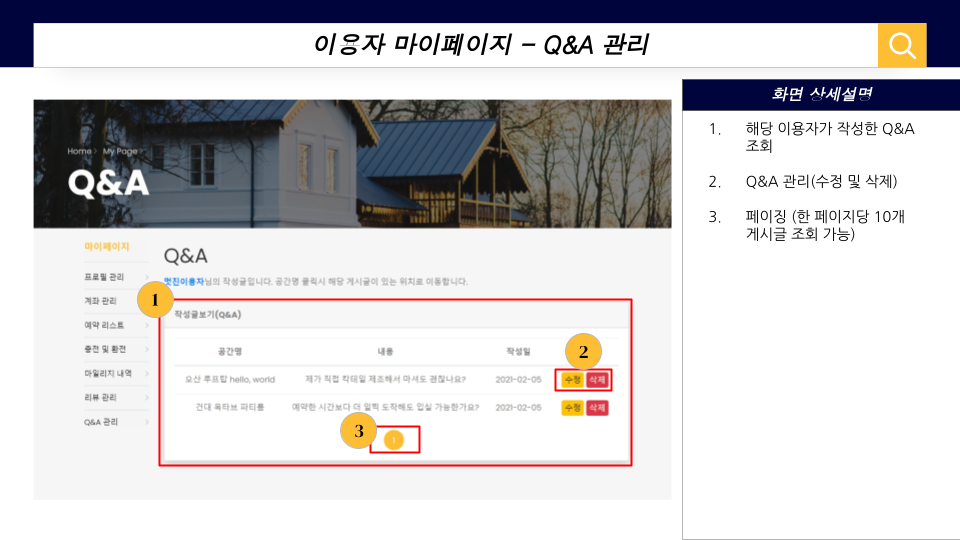 이용자 마이페이지 – Q&A 관리
화면 상세설명
1. 해당 이용자가 작성한 Q&A
조회
2. Q&A 관리(수정 및 삭제)
3. 페이징 (한 페이지당 10개
게시글 조회 가능)
Home > My Page >
Q&A
마이페이지
프로필 관리 >
계좌 관리 >
예약 리스트 >
충전 및 환전 >
마일리지 내역 >
리뷰 관리 >
Q&A 관리 >
Q&A
멋진이용자님의 작성글입니다. 공간명 클릭시 해당 게시글이 있는 위치로 이동합니다.
1
작성글보기(Q&A)
공간명 내용 작성일
2
오산 루프탑 hello, world 제가 직접 칵테일 제조해서 마셔도 괜찮나요? 2021-02-05 수정 삭제
건대 옥타브 파티룸 예약한 시간보다 더 일찍 도착해도 입실 가능한가요? 2021-02-05 수정 삭제
3
1